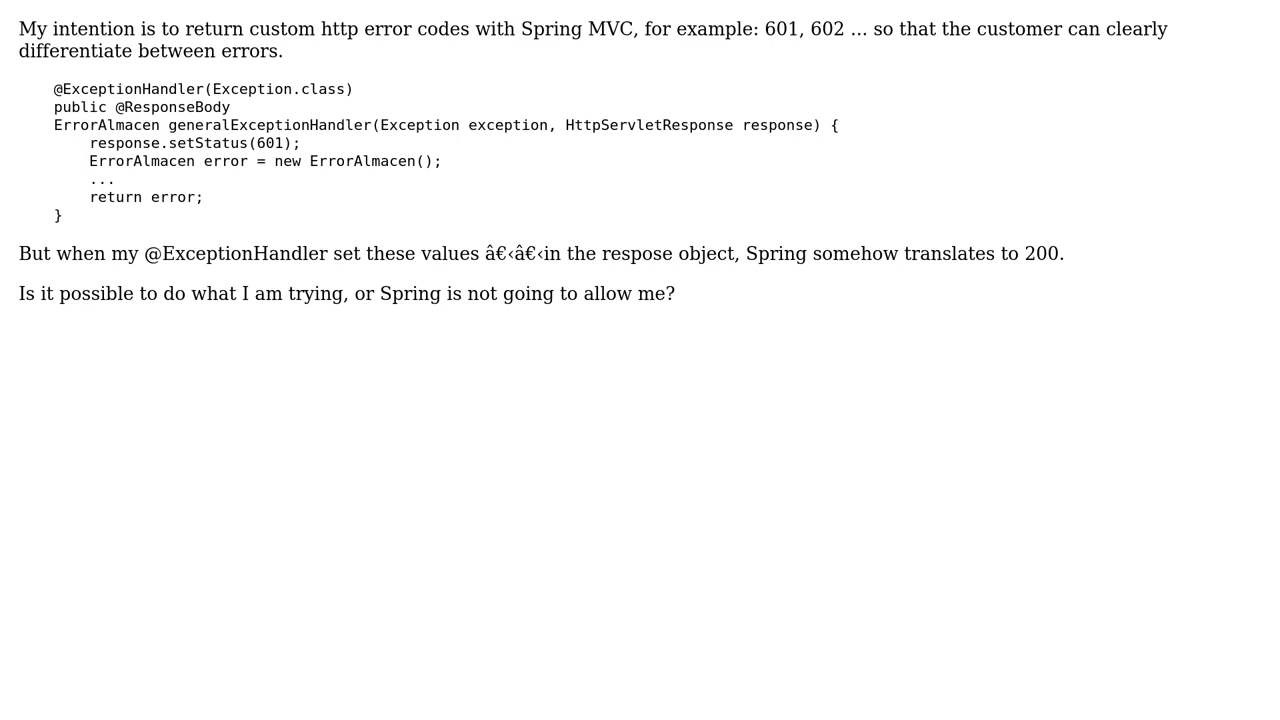 My intention is to return custom http error codes with Spring MVC, for example: 601, 602 ... so that the customer can clearly
differentiate between errors.
@ExceptionHandler(Exception.class)
public @ResponseBody
ErrorAlmacen generalExceptionHandler(Exception exception, HttpServletResponse response) {
    response.setStatus(601);
    ErrorAlmacen error = new ErrorAlmacen();
    ...
    return error;
}
But when my @ExceptionHandler set these values â€‹â€‹in the respose object, Spring somehow translates to 200.
Is it possible to do what I am trying, or Spring is not going to allow me?